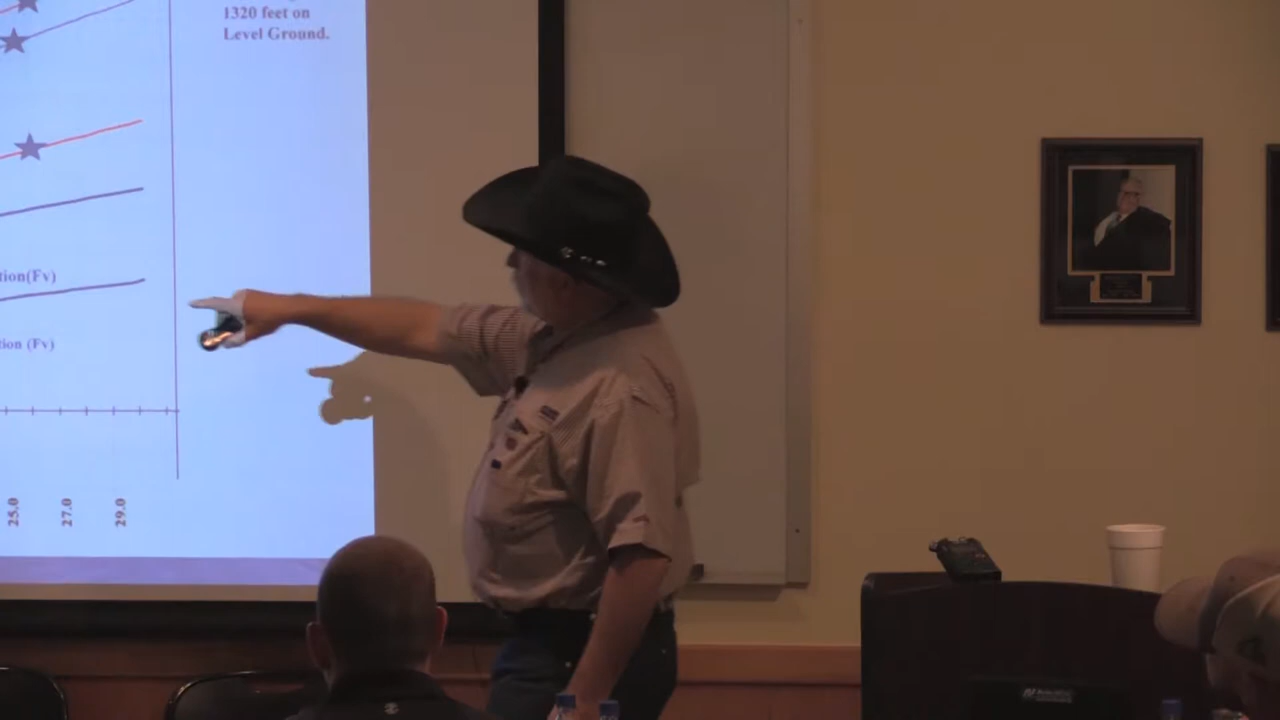 1320 feet on
Level Ground.
tion(Fv)
tion (Fv)
25.0
27.0
29.0